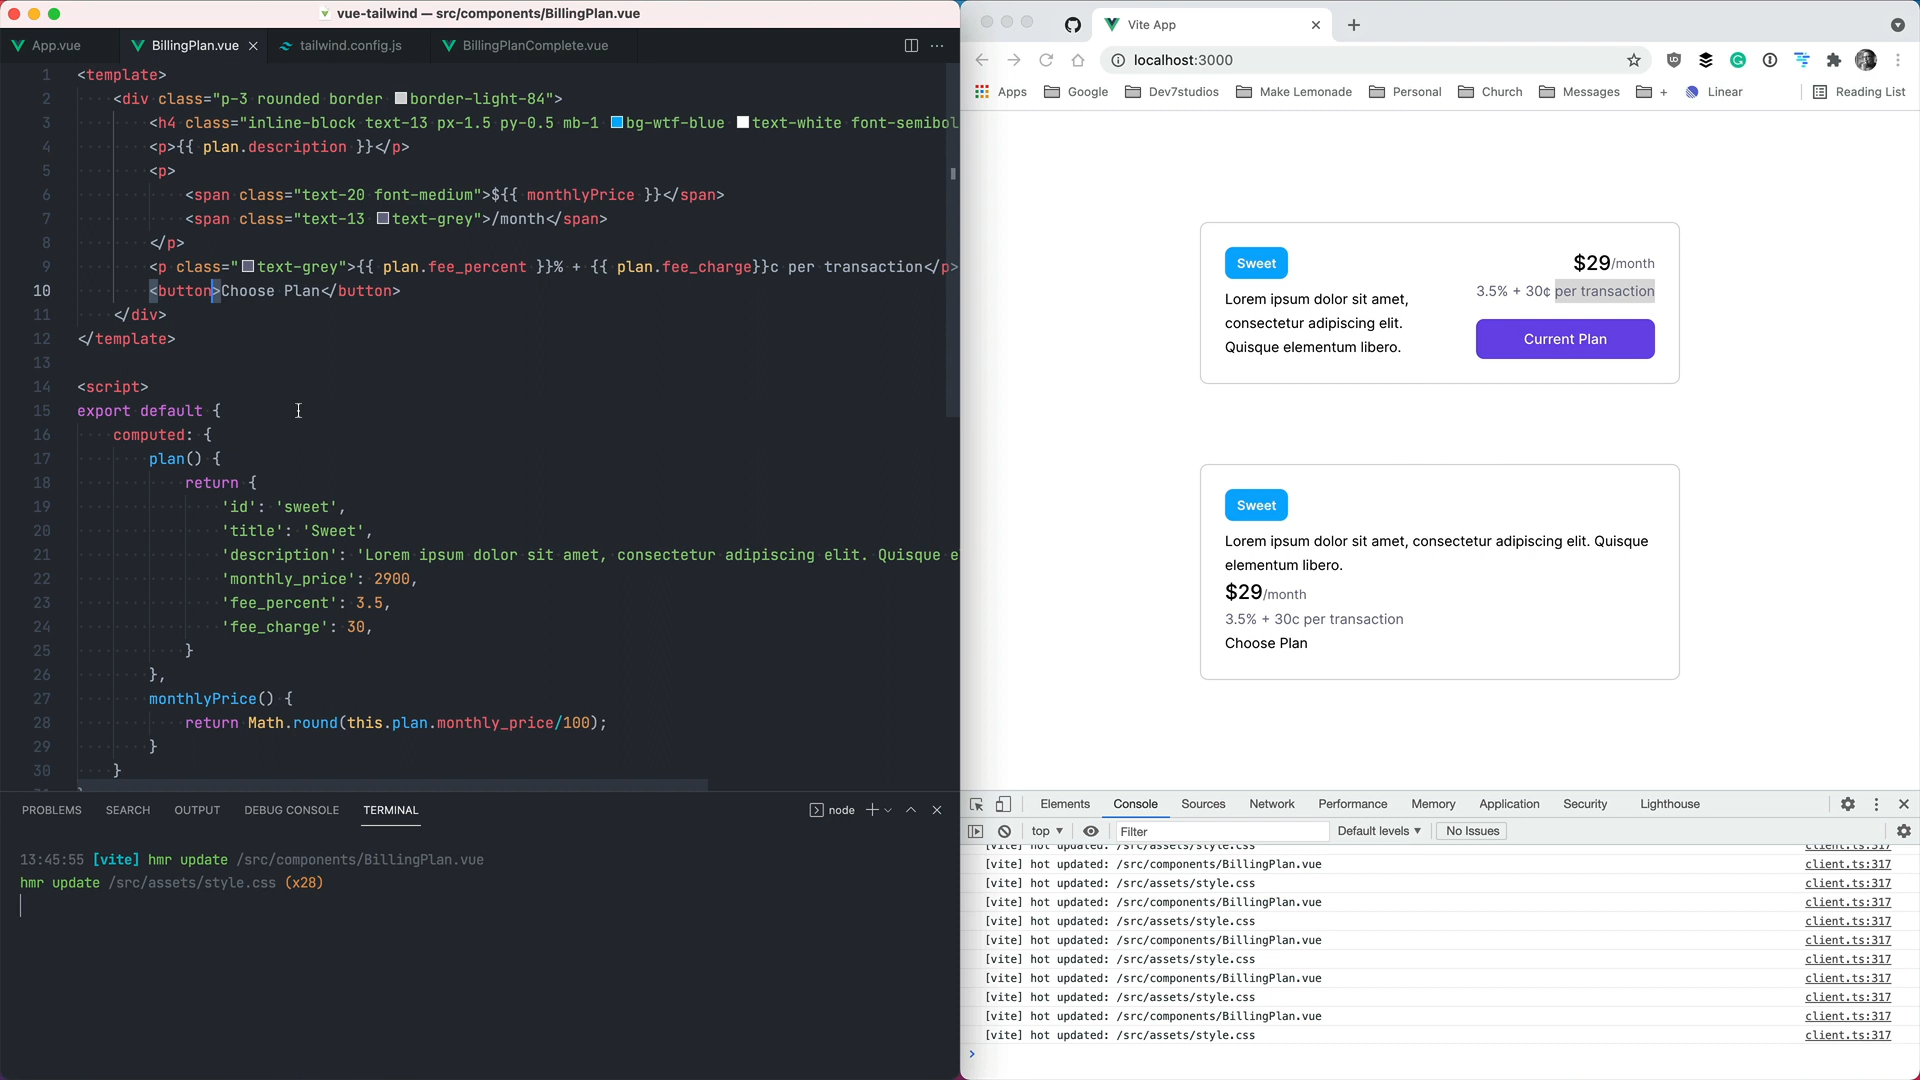 vue-tailwind — src/components/BillingPlan.vue
App.vue
BillingPlan.vue
tailwind.config.js
BillingPlanComplete.vue
1 <template>
2 <div class="p-3 rounded border border-light-84">
3 <h4 class="inline-block text-13 px-1.5 py-0.5 mb-1 bg-wtf-blue text-white font-semibol
4 <p>{{ plan.description }}</p>
5 <p>
6 <span class="text-20 font-medium">${{ monthlyPrice }}</span>
7 <span class="text-13 text-grey">/month</span>
8 </p>
9 <p class="text-grey">{{ plan.fee_percent }}% + {{ plan.fee_charge}}c per transaction</p>
10 <button>Choose Plan</button>
11 </div>
12 </template>
13
14 <script>
15 export default {
16 computed: {
17 plan() {
18 return {
19 'id': 'sweet',
20 'title': 'Sweet',
21 'description': 'Lorem ipsum dolor sit amet, consectetur adipiscing elit. Quisque e
22 'monthly_price': 2900,
23 'fee_percent': 3.5,
24 'fee_charge': 30,
25 }
26 },
27 monthlyPrice() {
28 return Math.round(this.plan.monthly_price/100);
29 }
30 }
PROBLEMS SEARCH OUTPUT DEBUG CONSOLE TERMINAL
node
13:45:55 [vite] hmr update /src/components/BillingPlan.vue
hmr update /src/assets/style.css (x28)
Vite App
localhost:3000
Apps Google Dev7studios Make Lemonade Personal Church Messages + Linear Reading List
Sweet
$29/month
3.5% + 30¢ per transaction
Lorem ipsum dolor sit amet,
consectetur adipiscing elit.
Quisque elementum libero.
Current Plan
Sweet
Lorem ipsum dolor sit amet, consectetur adipiscing elit. Quisque
elementum libero.
$29/month
3.5% + 30c per transaction
Choose Plan
Elements Console Sources Network Performance Memory Application Security Lighthouse
top Filter Default levels No Issues
[vite] hot updated: /src/assets/style.css client.ts:317
[vite] hot updated: /src/components/BillingPlan.vue client.ts:317
[vite] hot updated: /src/assets/style.css client.ts:317
[vite] hot updated: /src/components/BillingPlan.vue client.ts:317
[vite] hot updated: /src/assets/style.css client.ts:317
[vite] hot updated: /src/components/BillingPlan.vue client.ts:317
[vite] hot updated: /src/assets/style.css client.ts:317
[vite] hot updated: /src/components/BillingPlan.vue client.ts:317
[vite] hot updated: /src/assets/style.css client.ts:317
[vite] hot updated: /src/components/BillingPlan.vue client.ts:317
[vite] hot updated: /src/assets/style.css client.ts:317